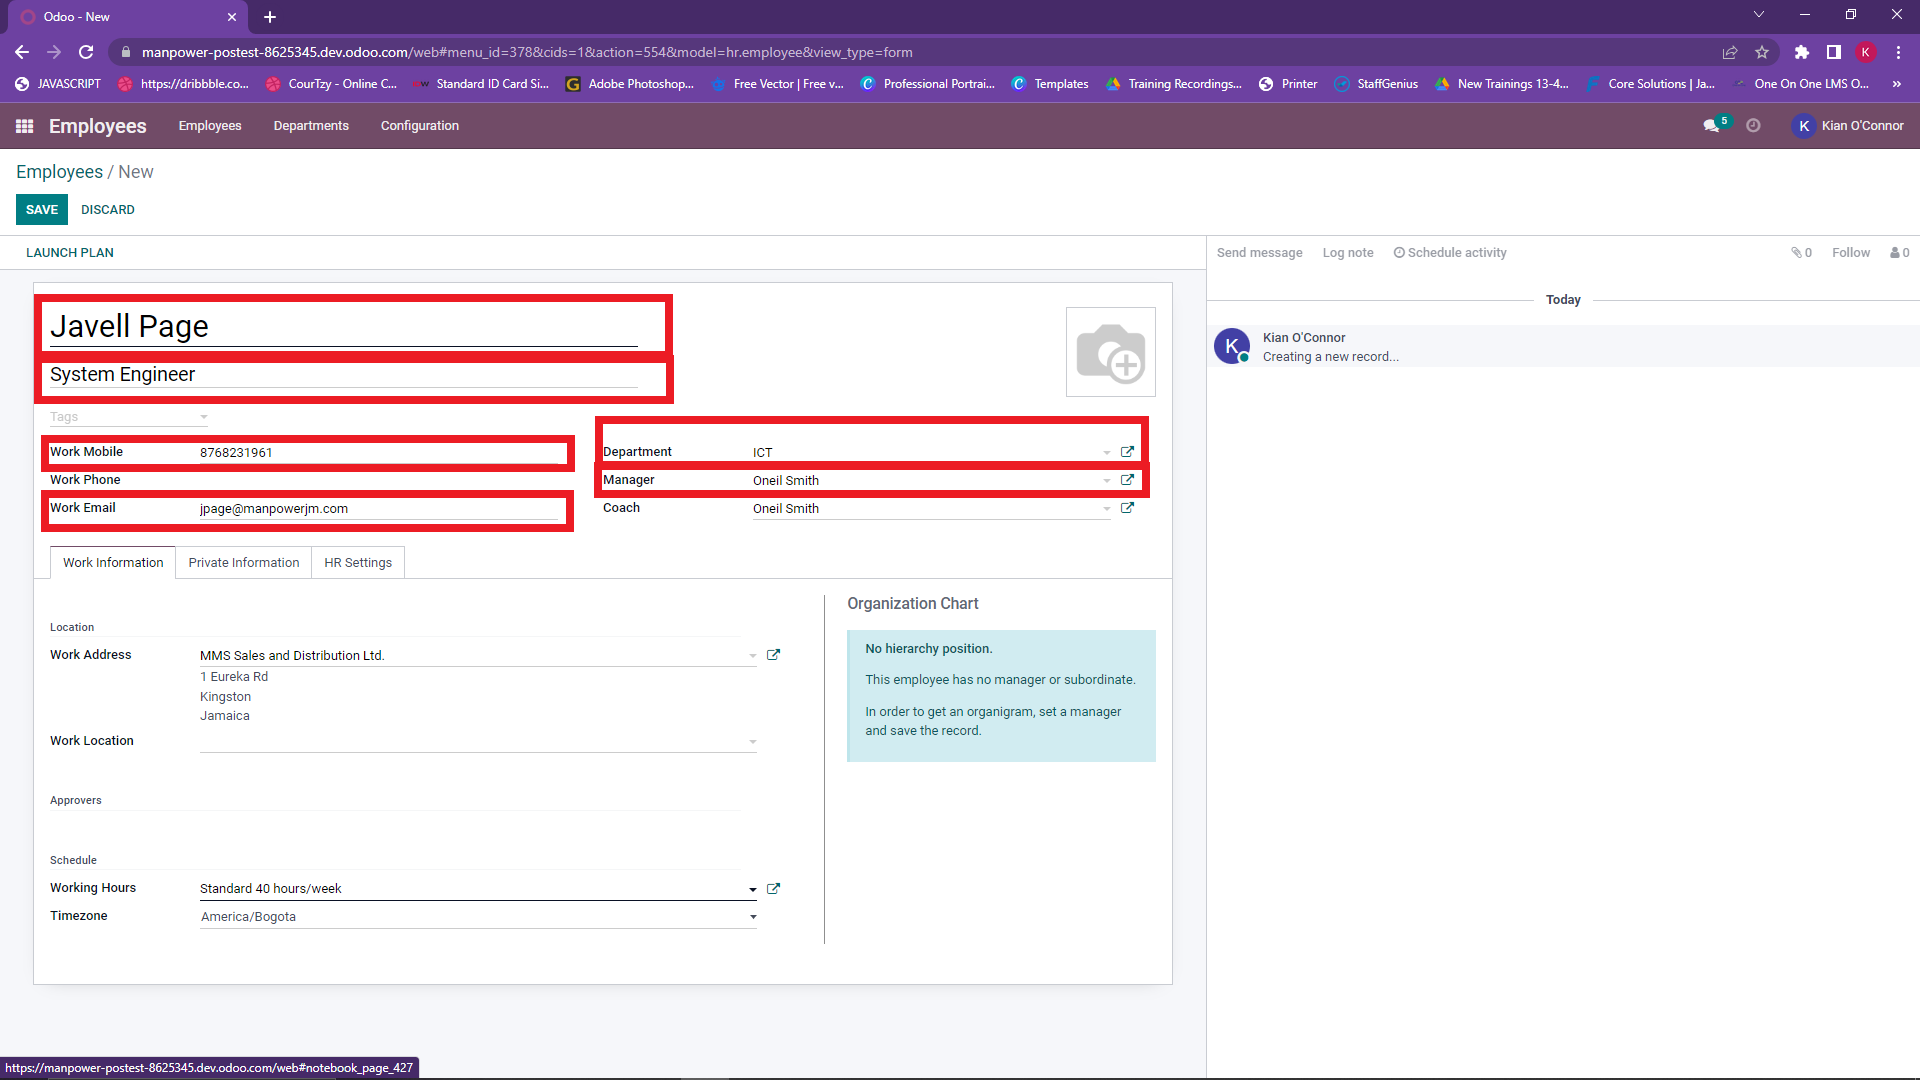 Odoo - New
manpower-postest-8625345.dev.odoo.com/web#menu_id=378&cids=1&action=554&model=hr.employee&view_type=form
K
JAVASCRIPT
https://dribbble.co...
CourTzy - Online C...
Standard ID Card Si...
Adobe Photoshop...
Free Vector | Free v...
Professional Portrai...
Templates
Training Recordings...
Printer
StaffGenius
New Trainings 13-4...
Core Solutions | Ja...
One On One LMS O...
»
Employees
Employees
Departments
Configuration
5
K
Kian O'Connor
Employees / New
SAVE
DISCARD
LAUNCH PLAN
Send message
Log note
Schedule activity
0
Follow
0
Javell Page
System Engineer
Tags
Work Mobile
8768231961
Work Phone
Work Email
jpage@manpowerjm.com
Department
ICT
Manager
Oneil Smith
Coach
Oneil Smith
Work Information
Private Information
HR Settings
Location
Work Address
MMS Sales and Distribution Ltd.
1 Eureka Rd
Kingston
Jamaica
Work Location
Approvers
Schedule
Working Hours
Standard 40 hours/week
Timezone
America/Bogota
Organization Chart
No hierarchy position.
This employee has no manager or subordinate.
In order to get an organigram, set a manager
and save the record.
Today
K
Kian O'Connor
Creating a new record...
https://manpower-postest-8625345.dev.odoo.com/web#notebook_page_427